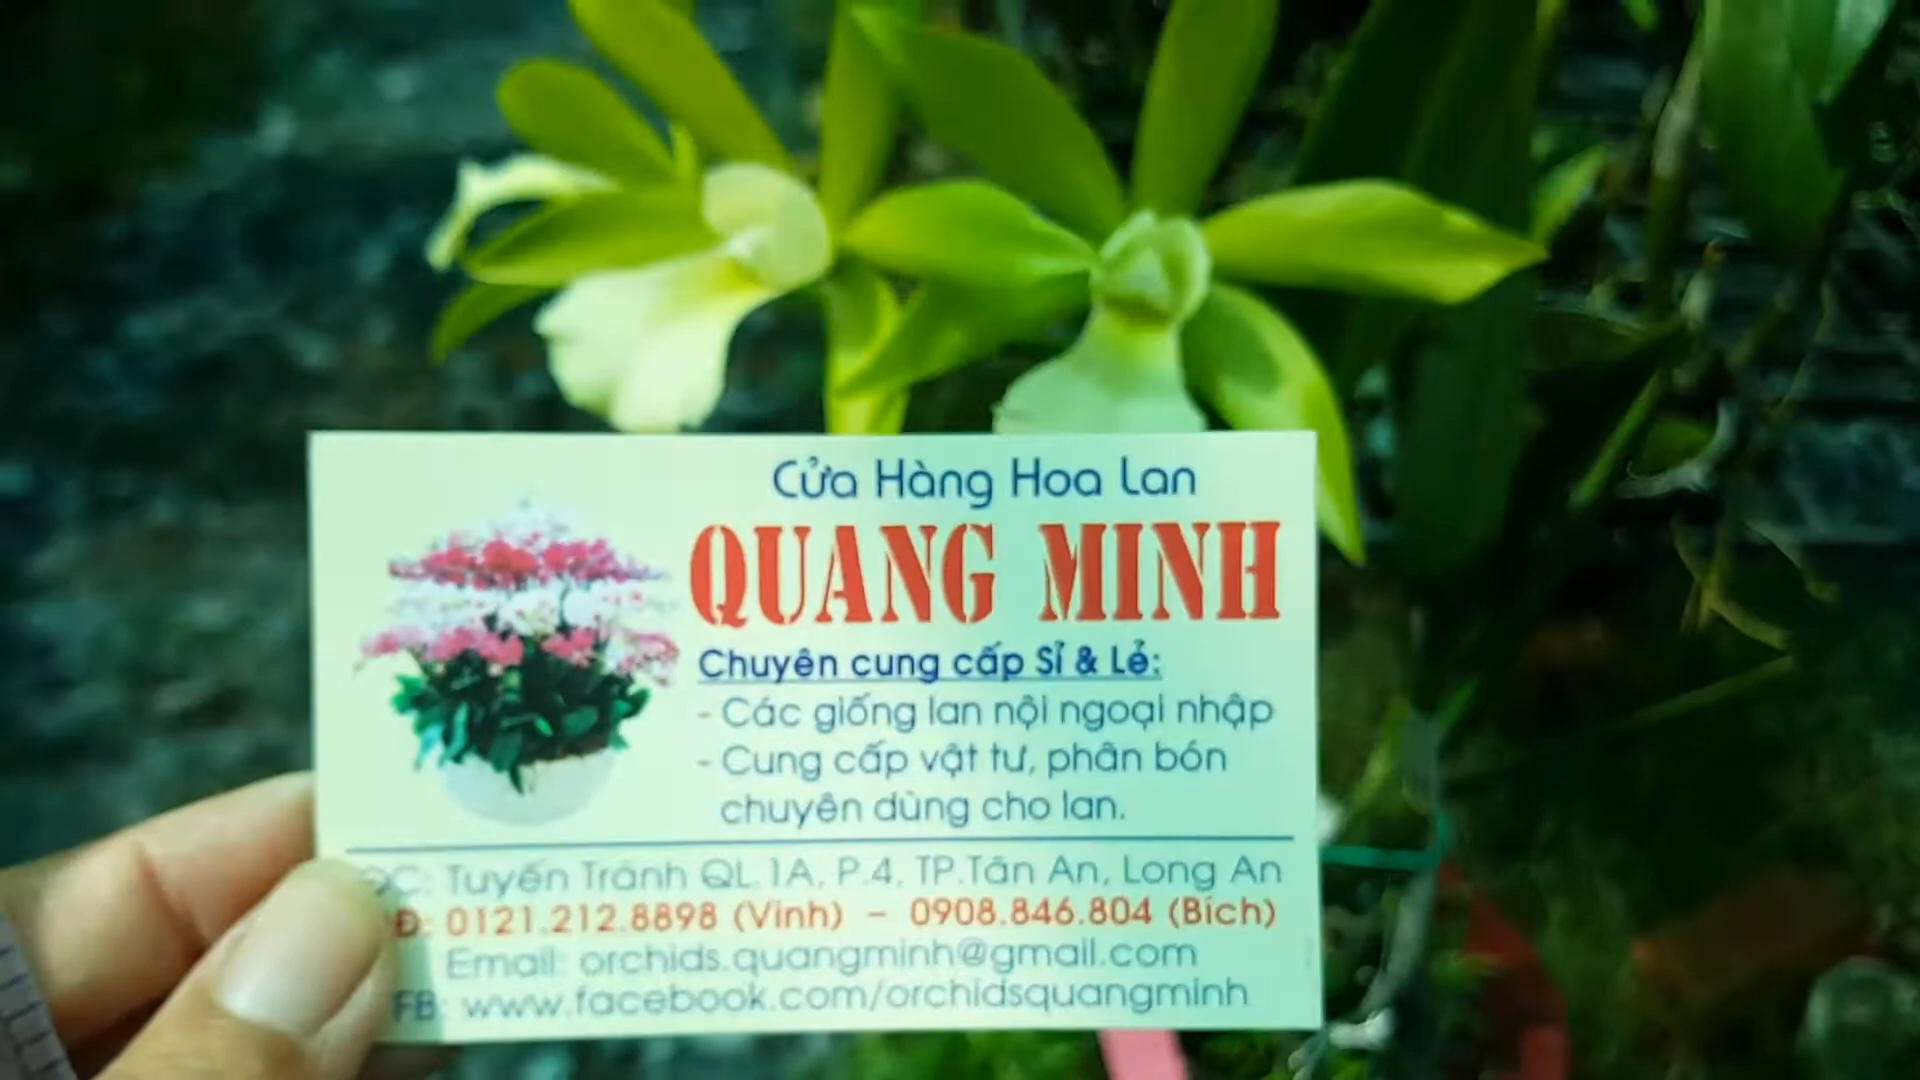 Cửa Hàng Hoa Lan
QUANG MINH
Chuyên cung cấp Sỉ & Lẻ:
- Các giống lan nội ngoại nhập
- Cung cấp vật tư, phân bón
chuyên dùng cho lan.
ĐC: Tuyến Tránh QL.1A, P.4, TP.Tân An, Long An
Đ: 0121.212.8898 (Vinh) - 0908.846.804 (Bích)
Email: orchids.quangminh@gmail.com
FB: www.facebook.com/orchidsquangminh